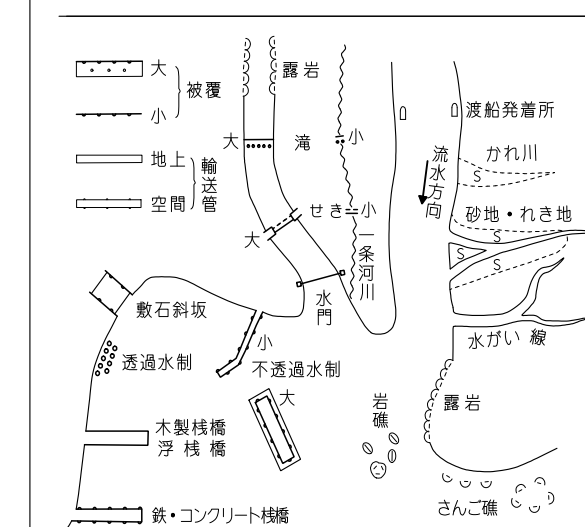 大
被覆
小
地上
輸送管
空間
露岩
大
滝
小
渡船発着所
流水方向
かれ川
S
砂地・れき地
S
S
S
せき
小
大
一条河川
水門
敷石斜坂
小
透過水制
不透過水制
大
水がい線
岩礁
露岩
木製桟橋
浮桟橋
さんご礁
鉄・コンクリート桟橋